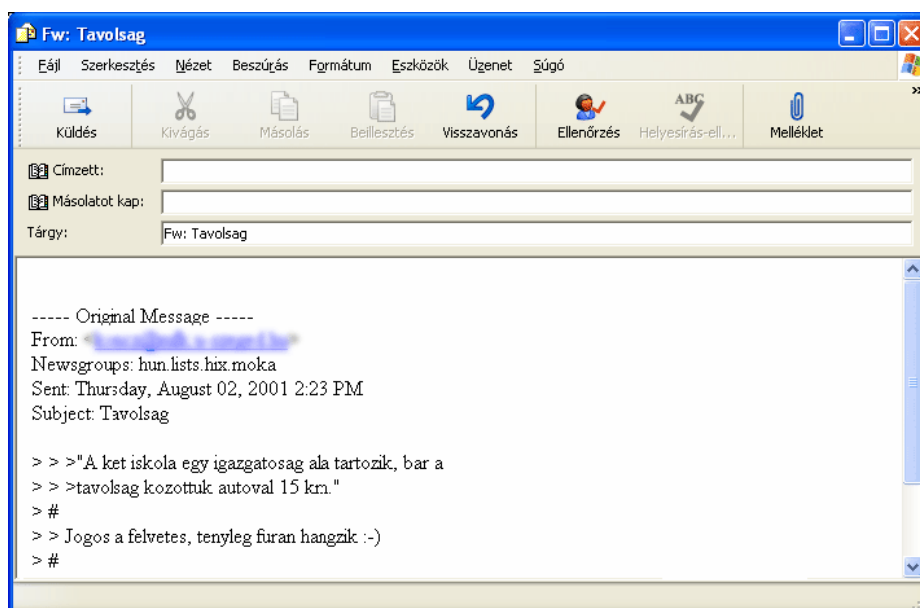 Fw: Tavolsag
Fájl Szerkesztés Nézet Beszúrás Formátum Eszközök Üzenet Súgó
Küldés Kivágás Másolás Beillesztés Visszavonás Ellenőrzés Helyesírás-ell... Melléklet
Címzett:
Másolatot kap:
Tárgy: Fw: Tavolsag
----- Original Message -----
From:
Newsgroups: hun.lists.hix.moka
Sent: Thursday, August 02, 2001 2:23 PM
Subject: Tavolsag
> > >"A ket iskola egy igazgatosag ala tartozik, bar a
> > >tavolsag kozottuk autoval 15 km."
> #
> > Jogos a felvetes, tenyleg furan hangzik :-)
> #